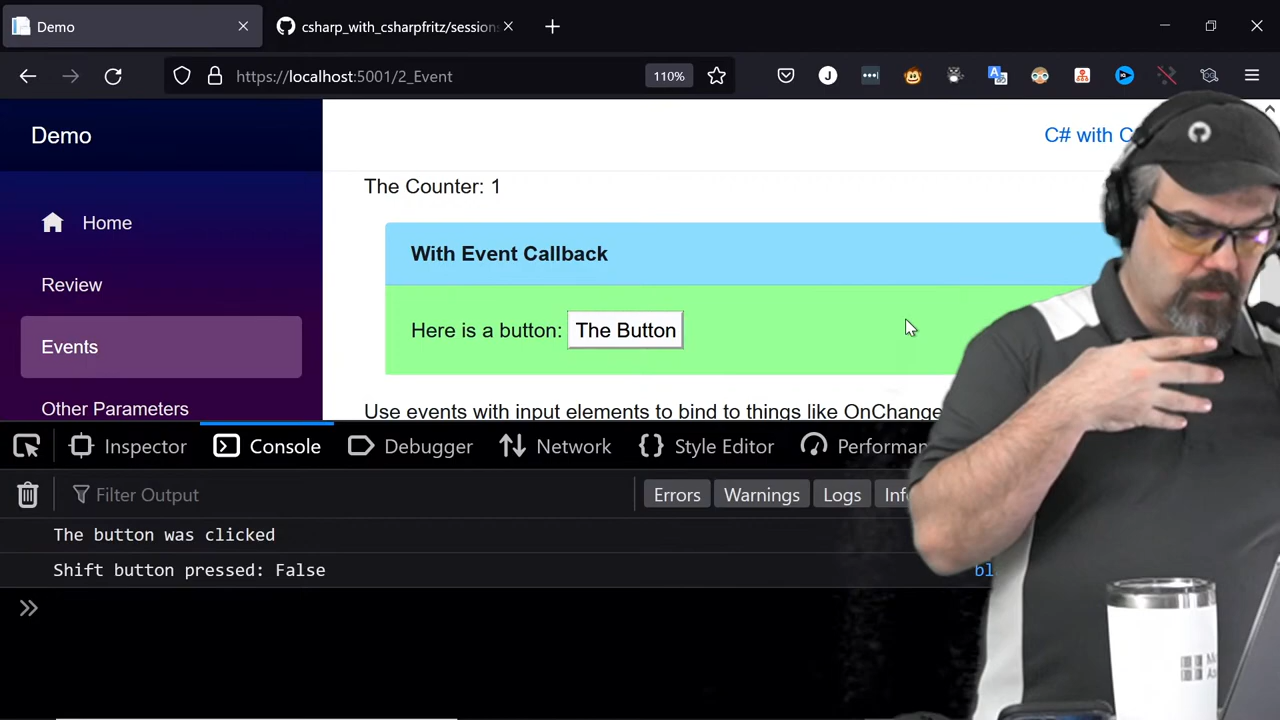 Demo
csharp_with_csharpfritz/session
https://localhost:5001/2_Event
110%
J
Demo
C# with C
Home
Review
Events
Other Parameters
The Counter: 1
With Event Callback
Here is a button: The Button
Use events with input elements to bind to things like OnChange
Inspector
Console
Debugger
Network
Style Editor
Performan
Filter Output
Errors
Warnings
Logs
Inf
The button was clicked
Shift button pressed: False
bl